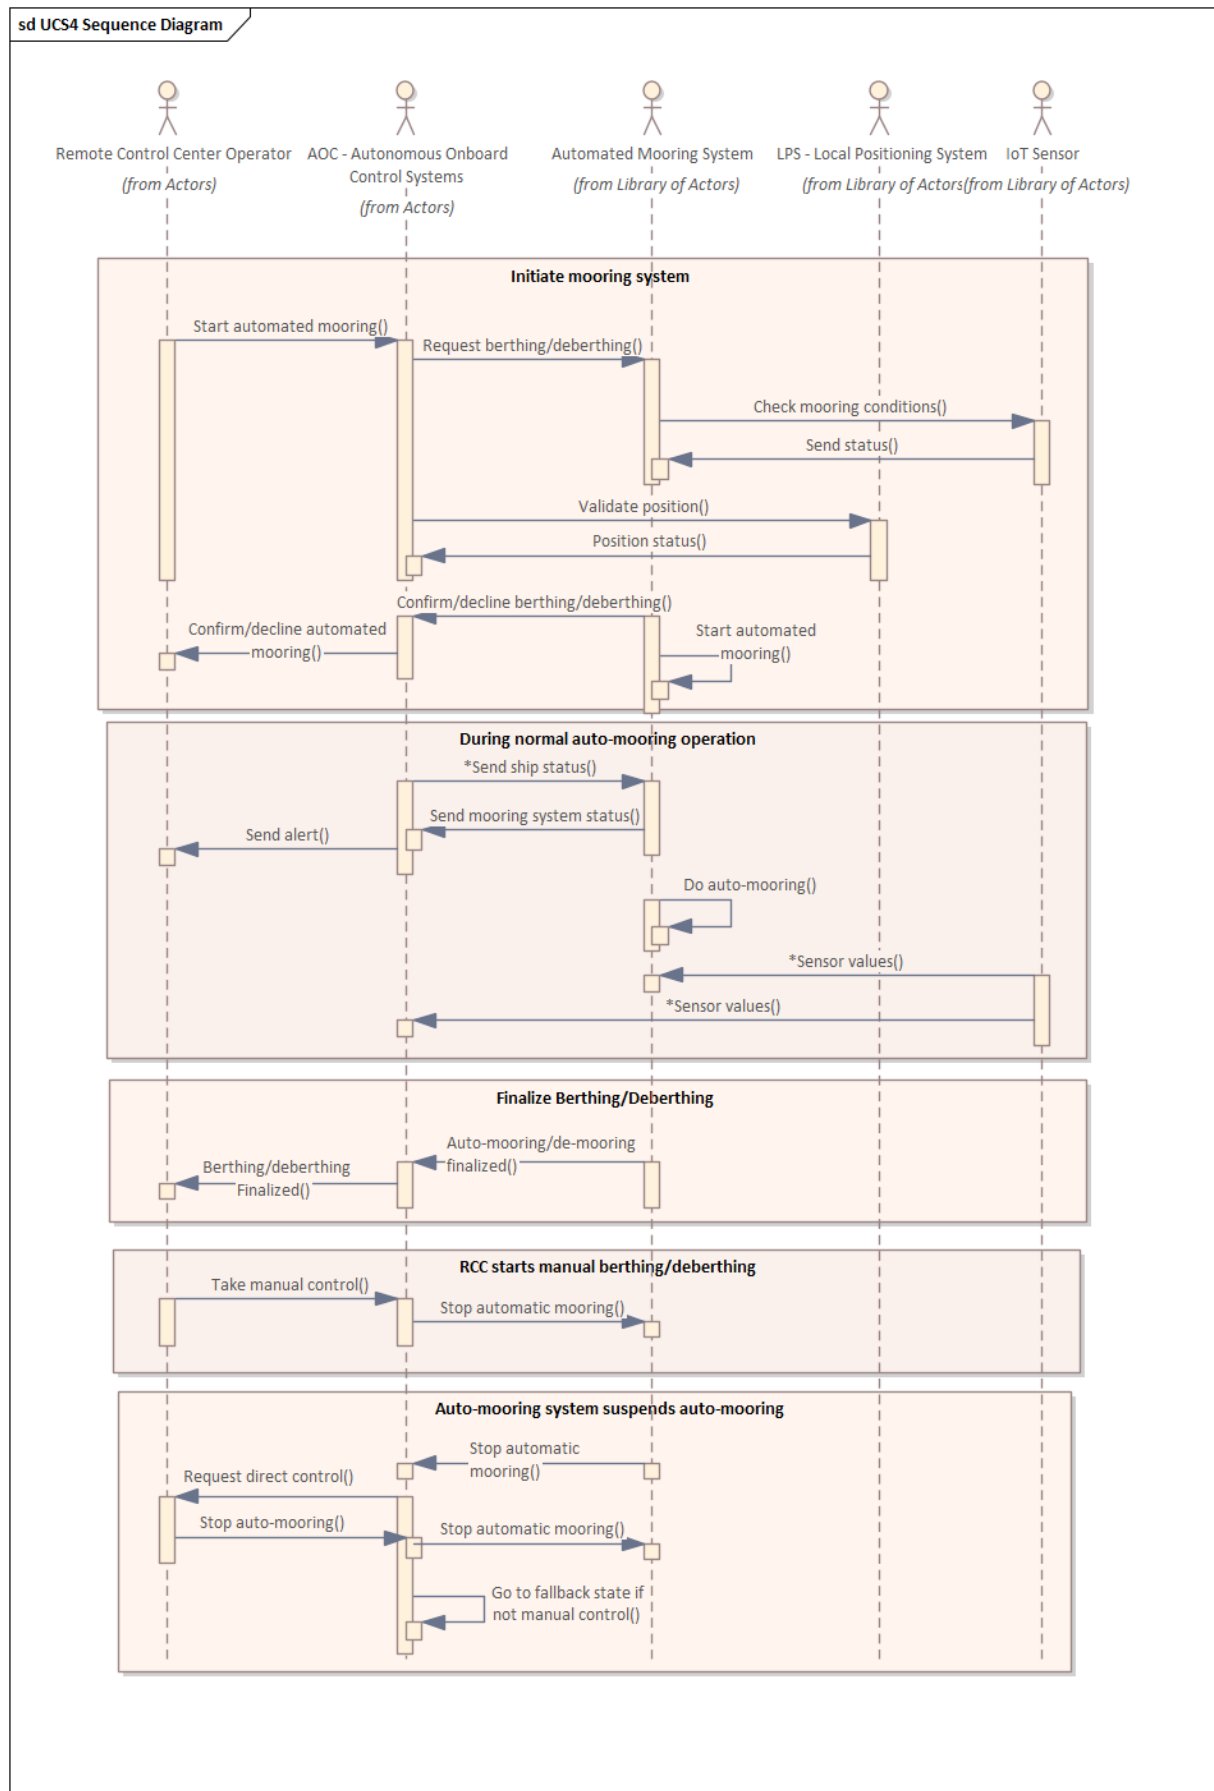 sd UCS4 Sequence Diagram
Remote Control Center Operator
(from Actors)
AOC - Autonomous Onboard
Control Systems
(from Actors)
Automated Mooring System
(from Library of Actors)
LPS - Local Positioning System
(from Library of Actors)
IoT Sensor
(from Library of Actors)
Initiate mooring system
Start automated mooring()
Request berthing/deberthing()
Check mooring conditions()
Send status()
Validate position()
Position status()
Confirm/decline berthing/deberthing()
Confirm/decline automated
mooring()
Start automated
mooring()
During normal auto-mooring operation
*Send ship status()
Send mooring system status()
Send alert()
Do auto-mooring()
*Sensor values()
*Sensor values()
Finalize Berthing/Deberthing
Auto-mooring/de-mooring
finalized()
Berthing/deberthing
Finalized()
RCC starts manual berthing/deberthing
Take manual control()
Stop automatic mooring()
Auto-mooring system suspends auto-mooring
Stop automatic
mooring()
Request direct control()
Stop auto-mooring()
Stop automatic mooring()
Go to fallback state if
not manual control()